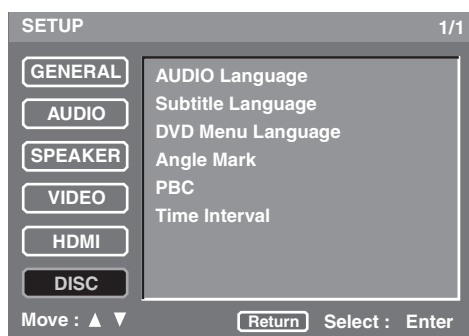 SETUP 1/1
GENERAL
AUDIO
SPEAKER
VIDEO
HDMI
DISC
AUDIO Language
Subtitle Language
DVD Menu Language
Angle Mark
PBC
Time Interval
Move : ▲ ▼ Return Select : Enter